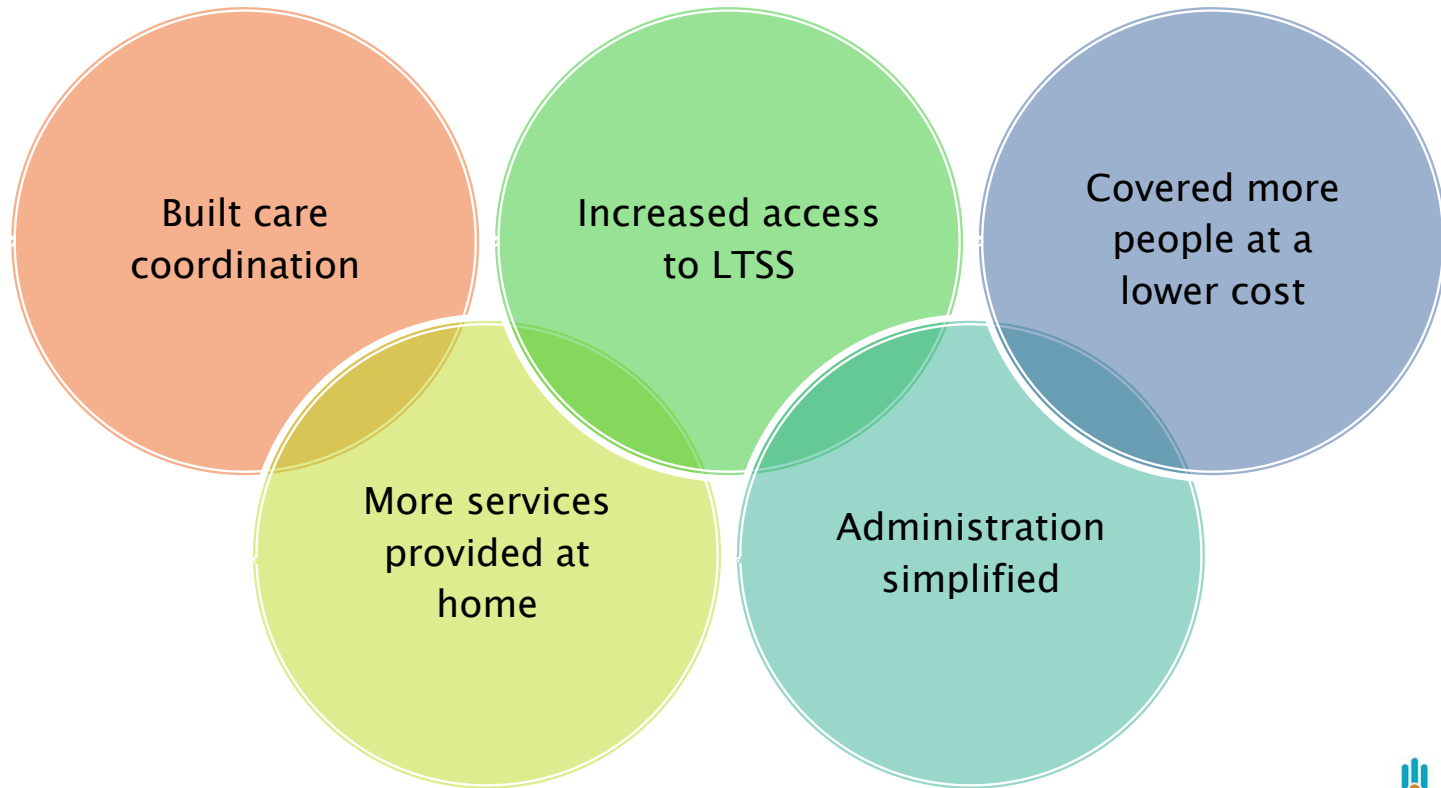 Built care
coordination
Increased access
to LTSS
Covered more
people at a
lower cost
More services
provided at
home
Administration
simplified